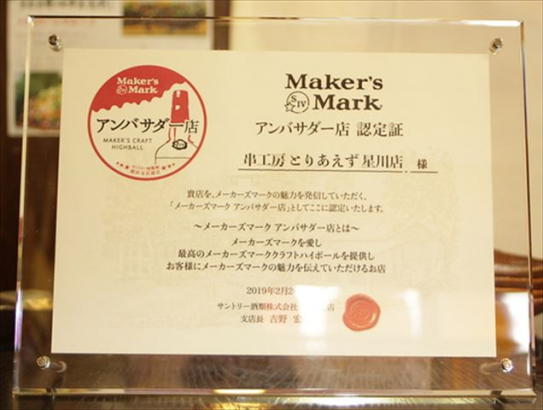 Maker's
Mark
アンバサダー店
MAKER'S CRAFT
HIGHBALL
Maker's
SIV Mark
アンバサダー店 認定証
串工房 とりあえず 星川店 様
貴店を、メーカーズマークの魅力を発信していただく、
「メーカーズマーク アンバサダー店」としてここに認定いたします。
〜メーカーズマーク アンバサダー店とは〜
メーカーズマークを愛し
最高のメーカーズマーククラフトハイボールを提供し
お客様にメーカーズマークの魅力を伝えていただけるお店
2019年2月2
サントリー酒類株式会社 店
支店長 吉野